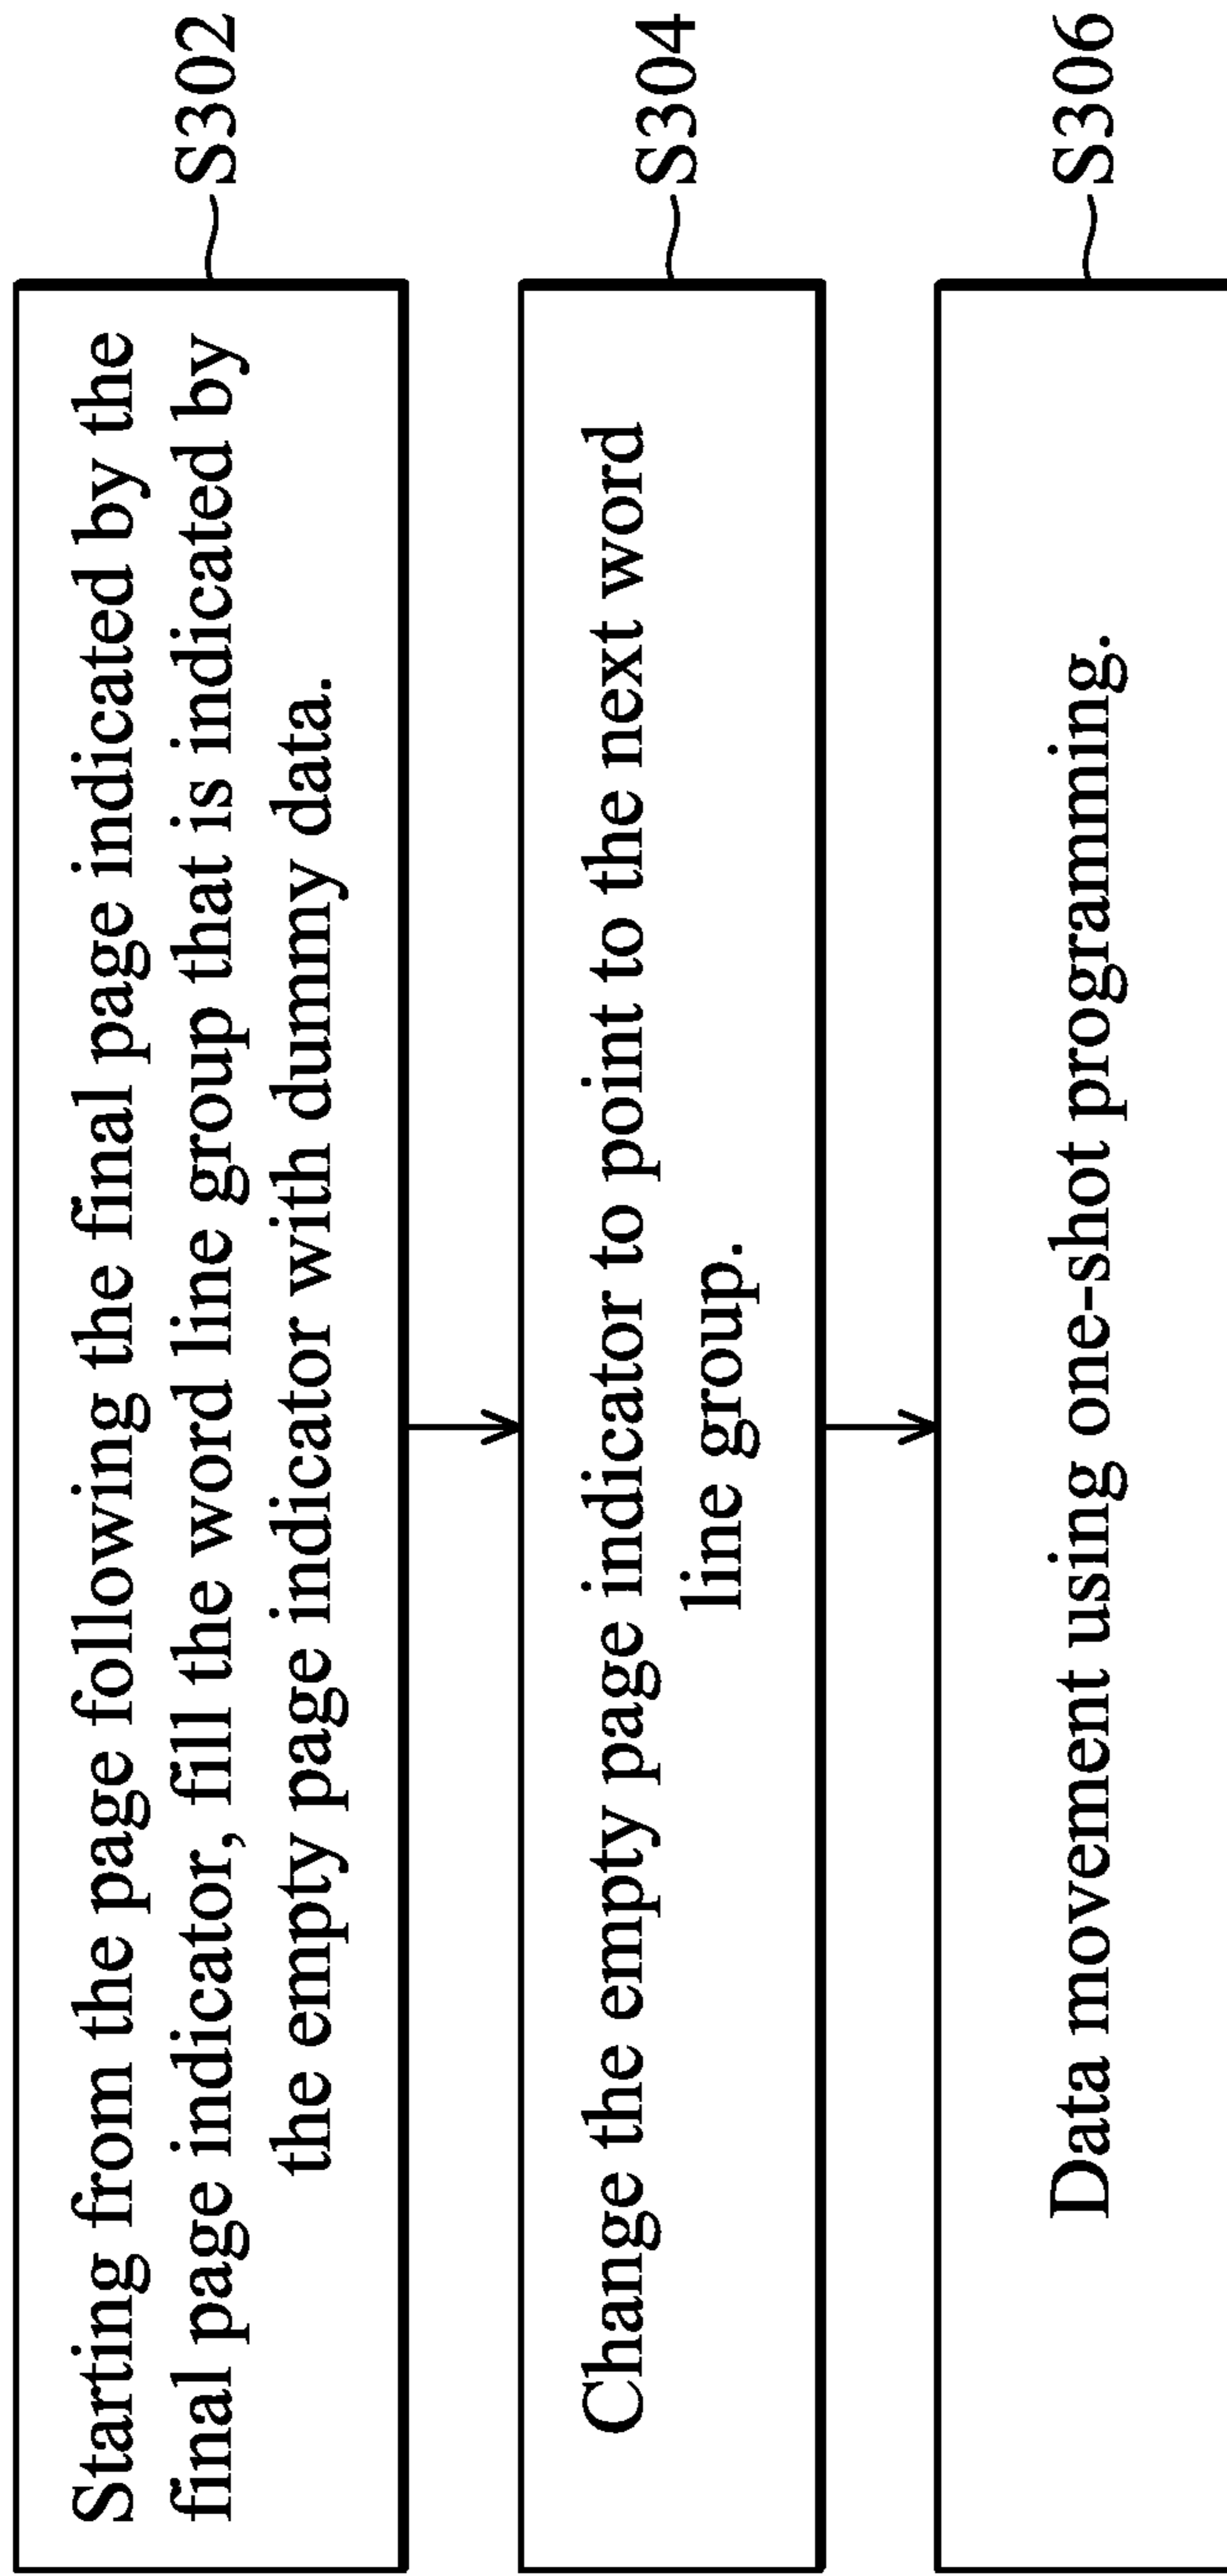 Starting from the page following the final page indicated by the
final page indicator, fill the word line group that is indicated by
the empty page indicator with dummy data.
S302
Change the empty page indicator to point to the next word
line group.
S304
Data movement using one-shot programming.
S306